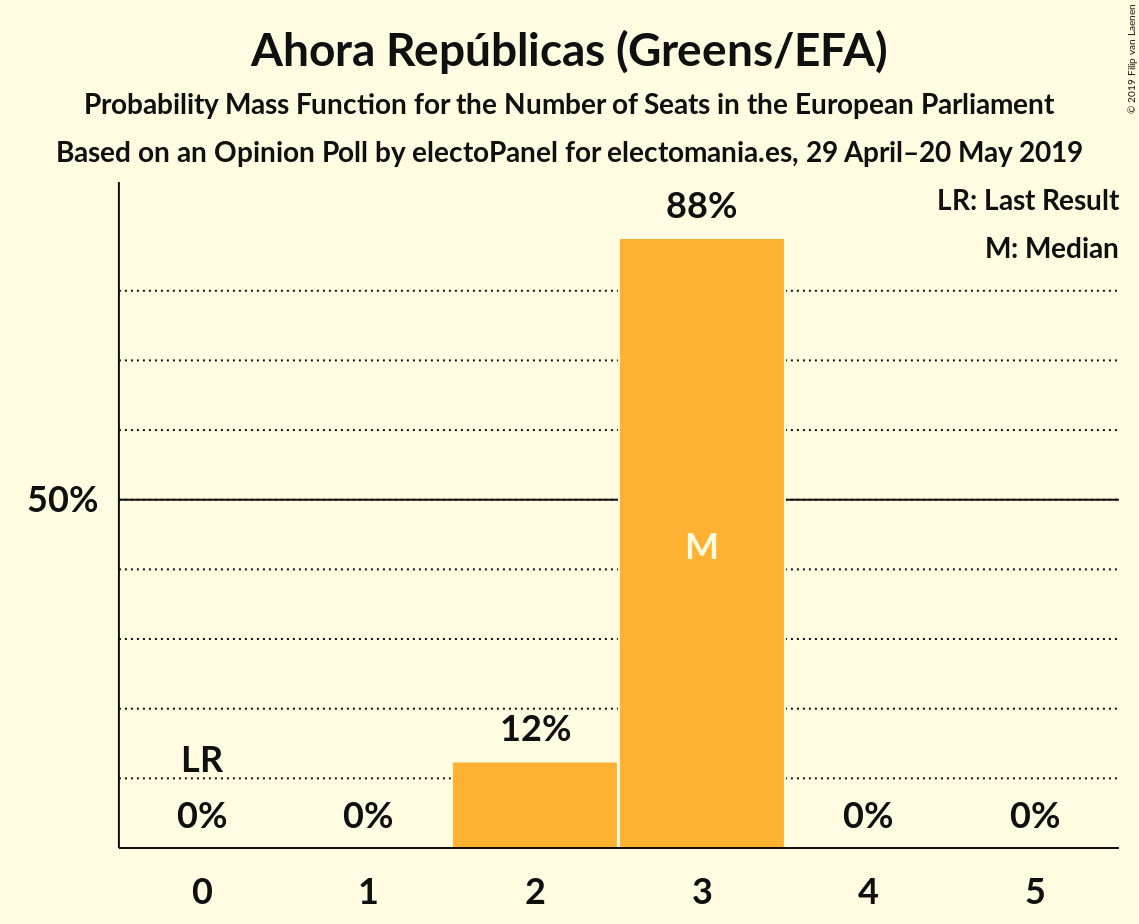 Ahora Repúblicas (Greens/EFA)
Probability Mass Function for the Number of Seats in the European Parliament
Based on an Opinion Poll by electoPanel for electomania.es, 29 April–20 May 2019
© 2019 Filip van Laenen
LR: Last Result
M: Median
88%
50%
M
12%
LR
0% 0% 0% 0%
0 1 2 3 4 5